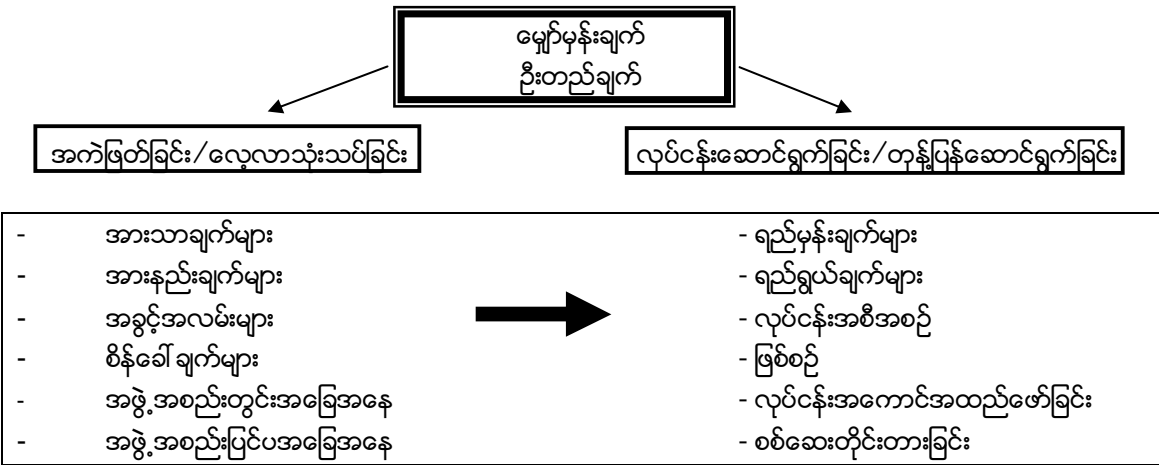 မျှော်မှန်းချက်
ဦးတည်ချက်
အကဲဖြတ်ခြင်း/လေ့လာသုံးသပ်ခြင်း
လုပ်ငန်းဆောင်ရွက်ခြင်း/တုန့်ပြန်ဆောင်ရွက်ခြင်း
- အားသာချက်များ
- အားနည်းချက်များ
- အခွင့်အလမ်းများ
- စိန်ခေါ်ချက်များ
- အဖွဲ့အစည်းတွင်းအခြေအနေ
- အဖွဲ့အစည်းပြင်ပအခြေအနေ
- ရည်မှန်းချက်များ
- ရည်ရွယ်ချက်များ
- လုပ်ငန်းအစီအစဉ်
- ဖြစ်စဉ်
- လုပ်ငန်းအကောင်အထည်ဖော်ခြင်း
- စစ်ဆေးတိုင်းတားခြင်း